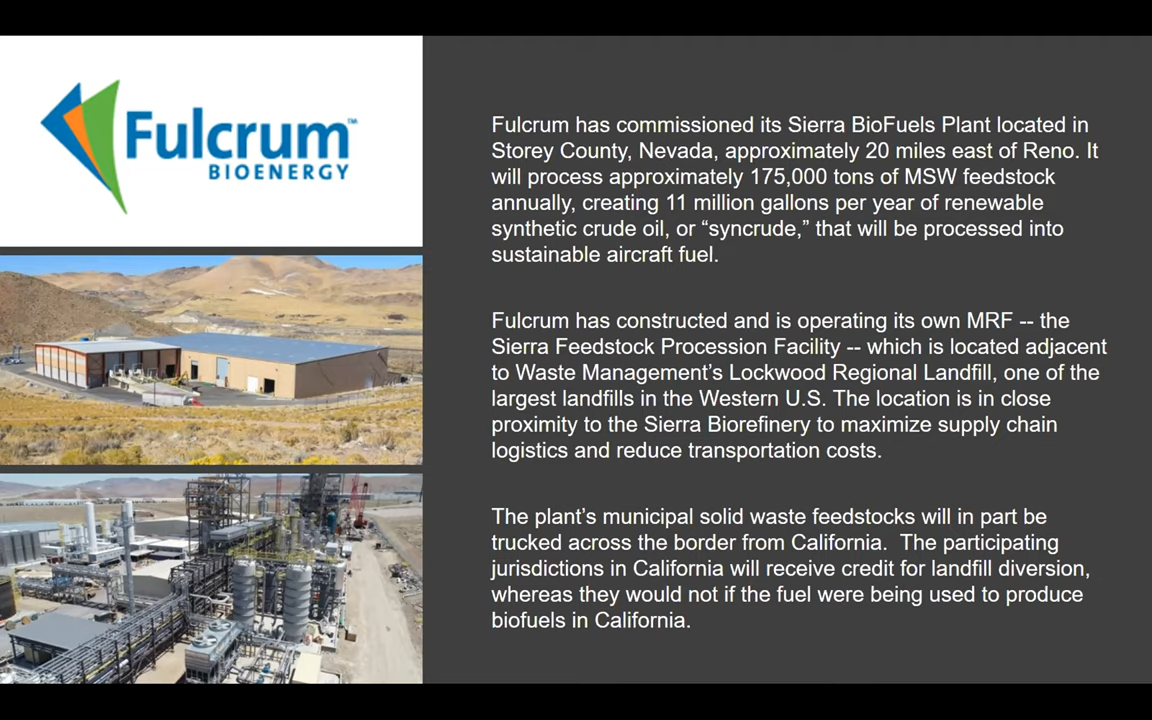 Fulcrum™
BIOENERGY
Fulcrum has commissioned its Sierra BioFuels Plant located in
Storey County, Nevada, approximately 20 miles east of Reno. It
will process approximately 175,000 tons of MSW feedstock
annually, creating 11 million gallons per year of renewable
synthetic crude oil, or “syncrude,” that will be processed into
sustainable aircraft fuel.
Fulcrum has constructed and is operating its own MRF -- the
Sierra Feedstock Procession Facility -- which is located adjacent
to Waste Management’s Lockwood Regional Landfill, one of the
largest landfills in the Western U.S. The location is in close
proximity to the Sierra Biorefinery to maximize supply chain
logistics and reduce transportation costs.
The plant’s municipal solid waste feedstocks will in part be
trucked across the border from California.  The participating
jurisdictions in California will receive credit for landfill diversion,
whereas they would not if the fuel were being used to produce
biofuels in California.